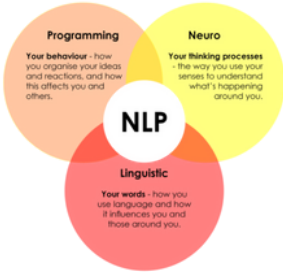 Programming
Your behaviour - how
you organise your ideas
and reactions, and how
this affects you and
others.
Neuro
Your thinking processes
- the way you use your
senses to understand
what's happening
around you.
NLP
Linguistic
Your words - how you
use language and how
it influences you and
those around you.